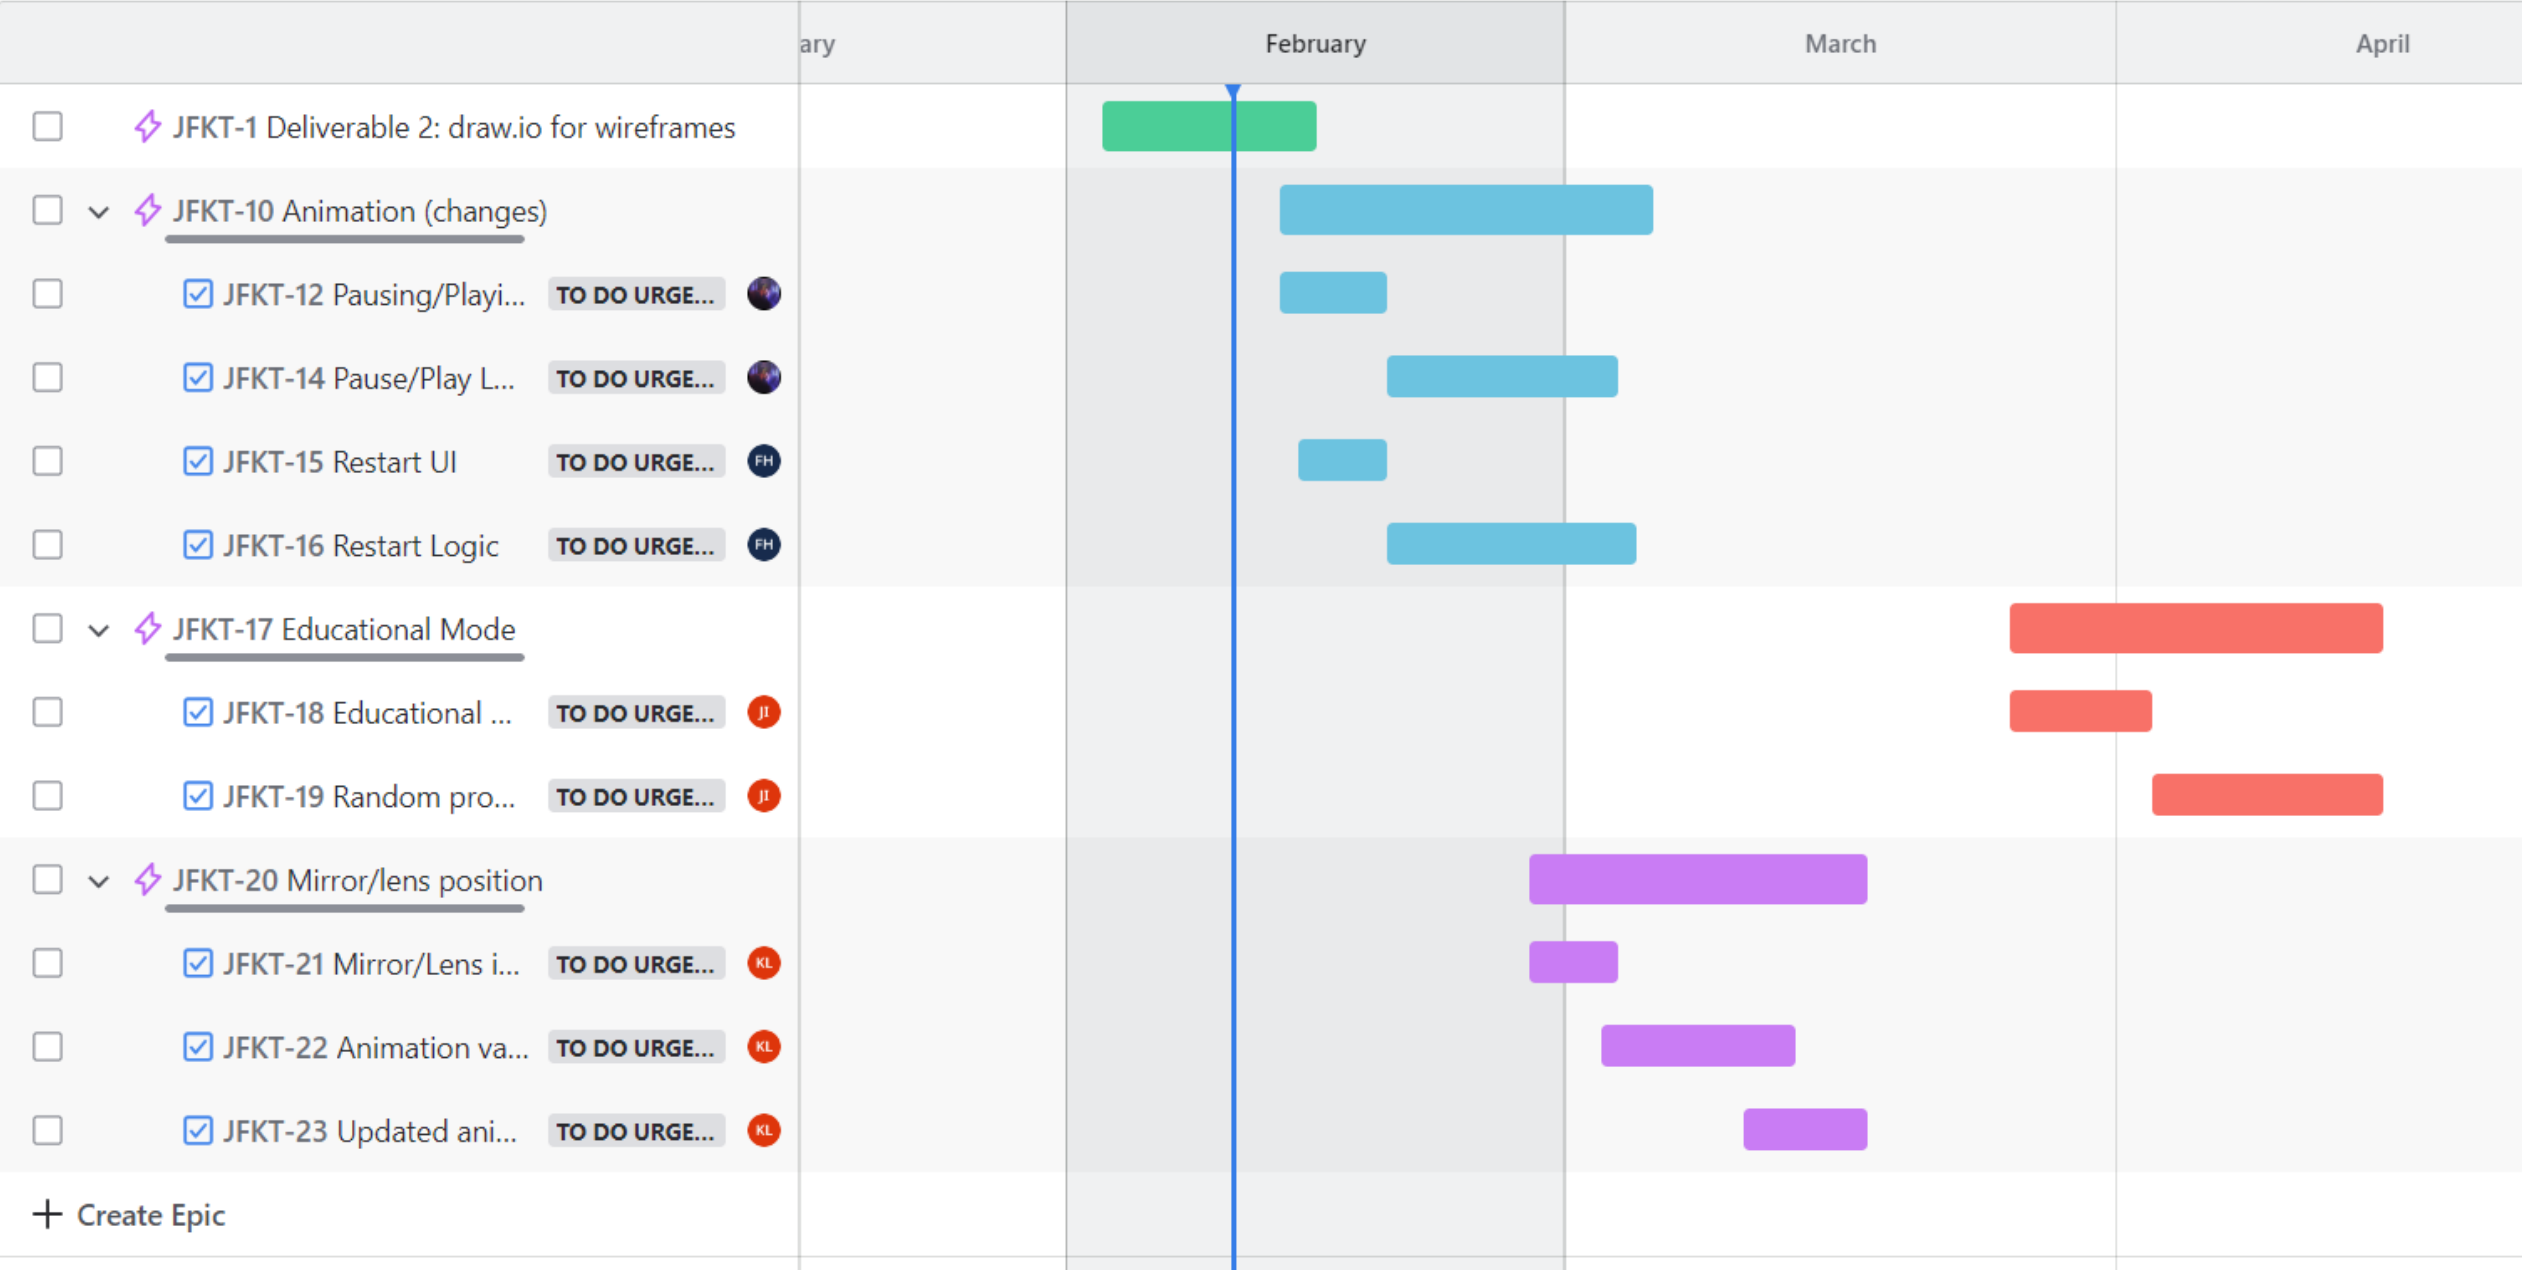 ary February March April
JFKT-1 Deliverable 2: draw.io for wireframes
JFKT-10 Animation (changes)
JFKT-12 Pausing/Playi... TO DO URGE...
JFKT-14 Pause/Play L... TO DO URGE...
JFKT-15 Restart UI TO DO URGE... FH
JFKT-16 Restart Logic TO DO URGE... FH
JFKT-17 Educational Mode
JFKT-18 Educational ... TO DO URGE... JI
JFKT-19 Random pro... TO DO URGE... JI
JFKT-20 Mirror/lens position
JFKT-21 Mirror/Lens i... TO DO URGE... KL
JFKT-22 Animation va... TO DO URGE... KL
JFKT-23 Updated ani... TO DO URGE... KL
+ Create Epic